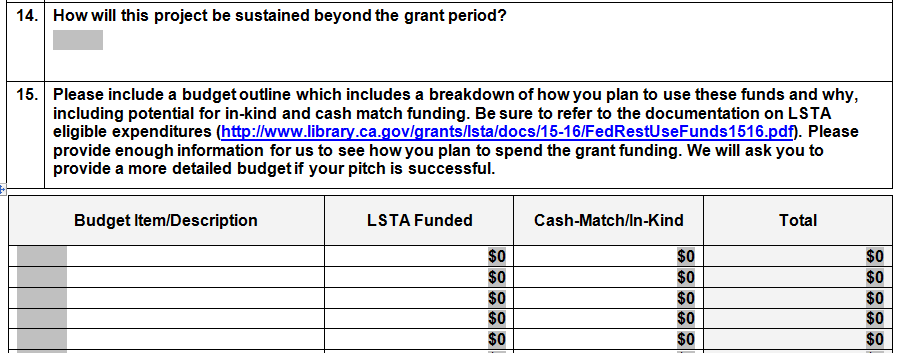 14. How will this project be sustained beyond the grant period?
15. Please include a budget outline which includes a breakdown of how you plan to use these funds and why,
including potential for in-kind and cash match funding. Be sure to refer to the documentation on LSTA
eligible expenditures (http://www.library.ca.gov/grants/lsta/docs/15-16/FedRestUseFunds1516.pdf). Please
provide enough information for us to see how you plan to spend the grant funding. We will ask you to
provide a more detailed budget if your pitch is successful.
Budget Item/Description LSTA Funded Cash-Match/In-Kind Total
$0 $0 $0
$0 $0 $0
$0 $0 $0
$0 $0 $0
$0 $0 $0